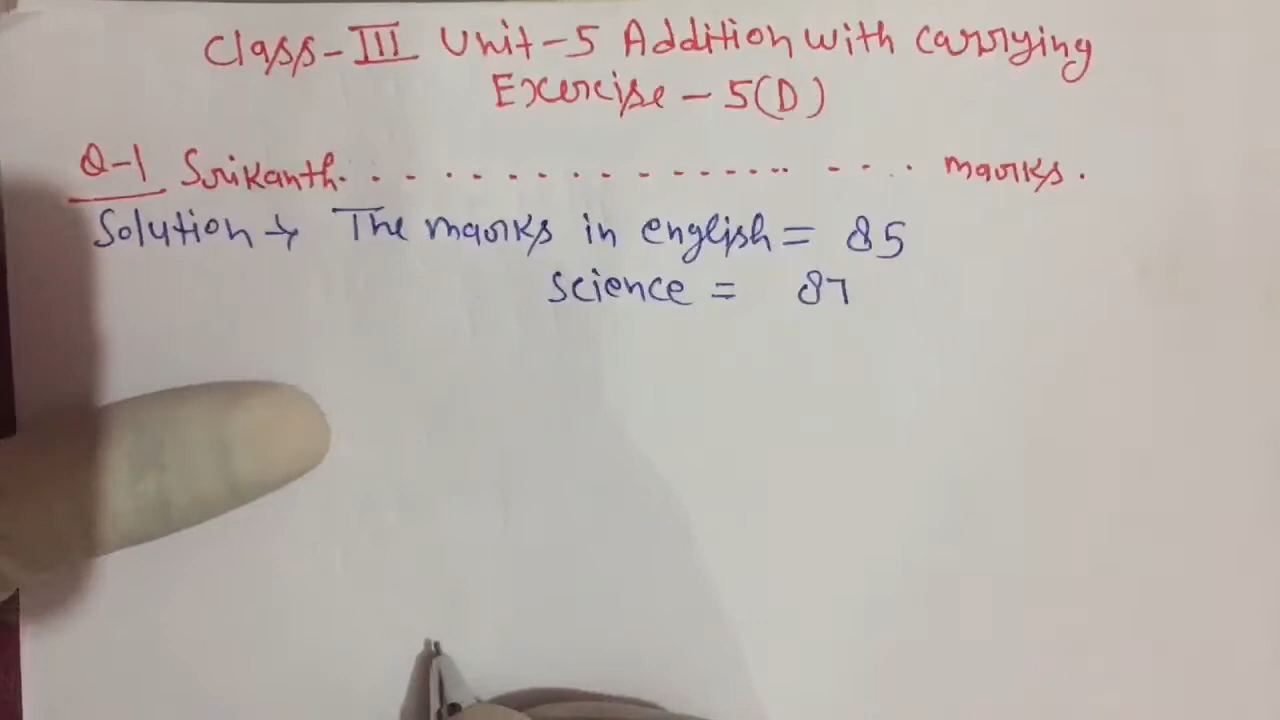 Class-III Unit-5 Addition with carrying
Exercise - 5(D)
Q-1 Srikanth. . . . . . . . . . . . . . . . . . . . marks.
Solution → The marks in english = 85
science = 87